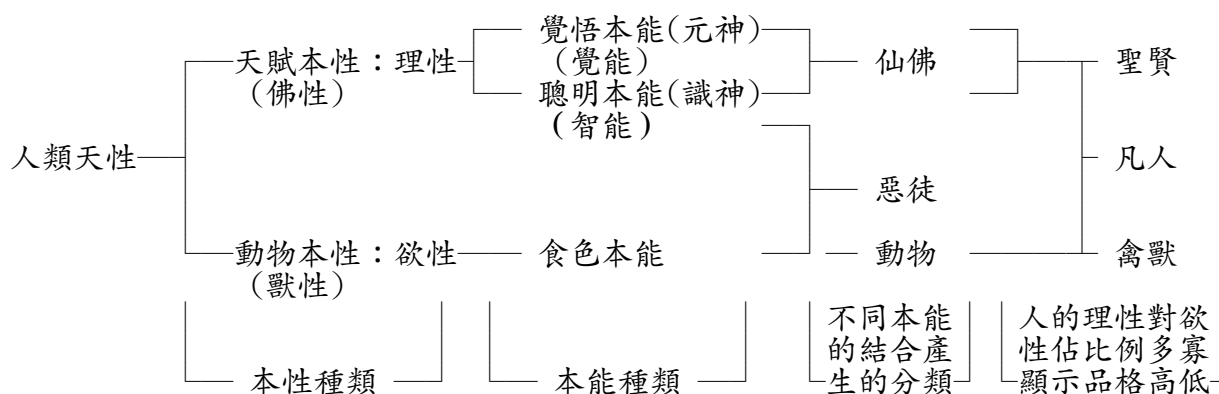 覺悟本能(元神)
天賦本性：理性 (覺能) 仙佛 聖賢
(佛性) 聰明本能(識神)
(智能)
人類天性 凡人
惡徒
動物本性：欲性 食色本能 動物 禽獸
(獸性)
不同本能 人的理性對欲
的結合產 性佔比例多寡
本性種類 本能種類 生的分類 顯示品格高低